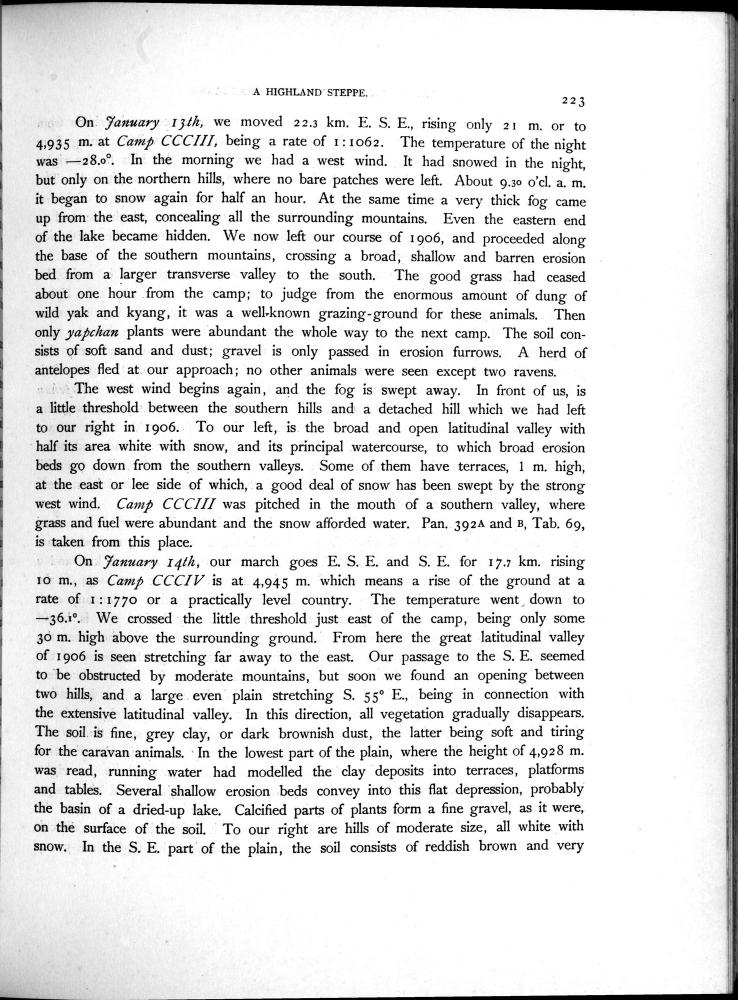 A HIGHLAND STEPPE.
223
On January 13th, we moved 22.3 km. E. S. E., rising only 21 m. or to
4,935 m. at Camp CCCIII, being a rate of 1:1062. The temperature of the night
was —28.0°. In the morning we had a west wind. It had snowed in the night,
but only on the northern hills, where no bare patches were left. About 9.30 o'cl. a. m.
it began to snow again for half an hour. At the same time a very thick fog came
up from the east, concealing all the surrounding mountains. Even the eastern end
of the lake became hidden. We now left our course of 1906, and proceeded along
the base of the southern mountains, crossing a broad, shallow and barren erosion
bed from a larger transverse valley to the south. The good grass had ceased
about one hour from the camp; to judge from the enormous amount of dung of
wild yak and kyang, it was a well-known grazing-ground for these animals. Then
only yapchan plants were abundant the whole way to the next camp. The soil con-
sists of soft sand and dust; gravel is only passed in erosion furrows. A herd of
antelopes fled at our approach; no other animals were seen except two ravens.
The west wind begins again, and the fog is swept away. In front of us, is
a little threshold between the southern hills and a detached hill which we had left
to our right in 1906. To our left, is the broad and open latitudinal valley with
half its area white with snow, and its principal watercourse, to which broad erosion
beds go down from the southern valleys. Some of them have terraces, 1 m. high,
at the east or lee side of which, a good deal of snow has been swept by the strong
west wind. Camp CCCIII was pitched in the mouth of a southern valley, where
grass and fuel were abundant and the snow afforded water. Pan. 392A and B, Tab. 69,
is taken from this place.
On January 14th, our march goes E. S. E. and S. E. for 17.7 km. rising
10 m., as Camp CCCIV is at 4,945 m. which means a rise of the ground at a
rate of 1:1770 or a practically level country. The temperature went down to
—36.1°. We crossed the little threshold just east of the camp, being only some
30 m. high above the surrounding ground. From here the great latitudinal valley
of 1906 is seen stretching far away to the east. Our passage to the S. E. seemed
to be obstructed by moderate mountains, but soon we found an opening between
two hills, and a large even plain stretching S. 55° E., being in connection with
the extensive latitudinal valley. In this direction, all vegetation gradually disappears.
The soil is fine, grey clay, or dark brownish dust, the latter being soft and tiring
for the caravan animals. In the lowest part of the plain, where the height of 4,928 m.
was read, running water had modelled the clay deposits into terraces, platforms
and tables. Several shallow erosion beds convey into this flat depression, probably
the basin of a dried-up lake. Calcified parts of plants form a fine gravel, as it were,
on the surface of the soil. To our right are hills of moderate size, all white with
snow. In the S. E. part of the plain, the soil consists of reddish brown and very